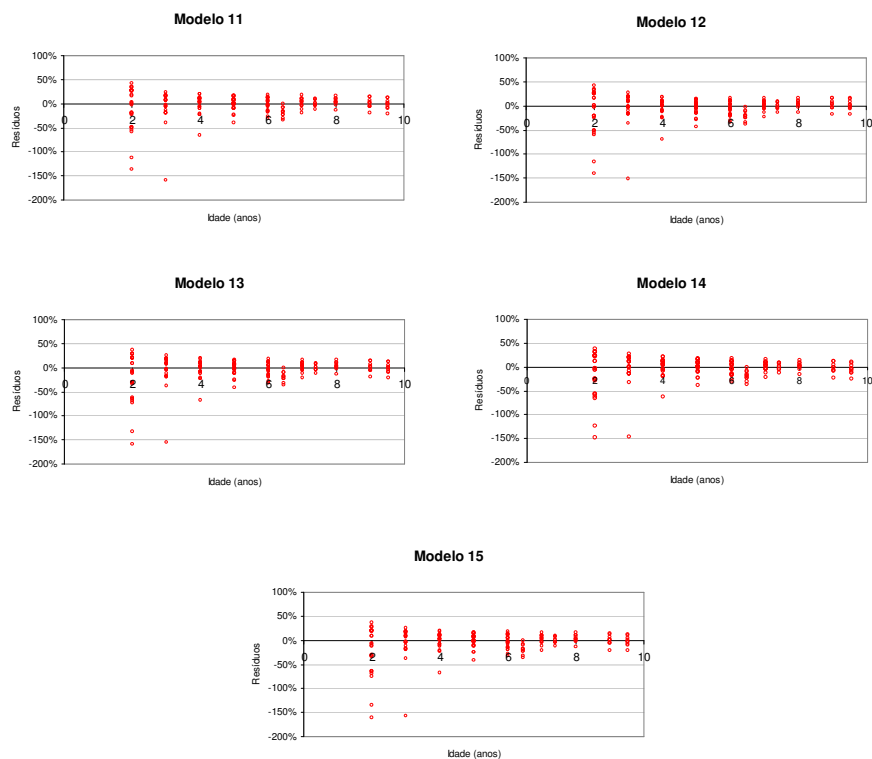 Modelo 11
100%
50%
0%
-50%
-100%
-150%
-200%
0 2 4 6 8 10
Resíduos
Idade (anos)
Modelo 12
100%
50%
0%
-50%
-100%
-150%
-200%
0 2 4 6 8 10
Resíduos
Idade (anos)
Modelo 13
100%
50%
0%
-50%
-100%
-150%
-200%
0 2 4 6 8 10
Resíduos
Idade (anos)
Modelo 14
100%
50%
0%
-50%
-100%
-150%
-200%
0 2 4 6 8 10
Resíduos
Idade (anos)
Modelo 15
100%
50%
0%
-50%
-100%
-150%
-200%
0 2 4 6 8 10
Resíduos
Idade (anos)